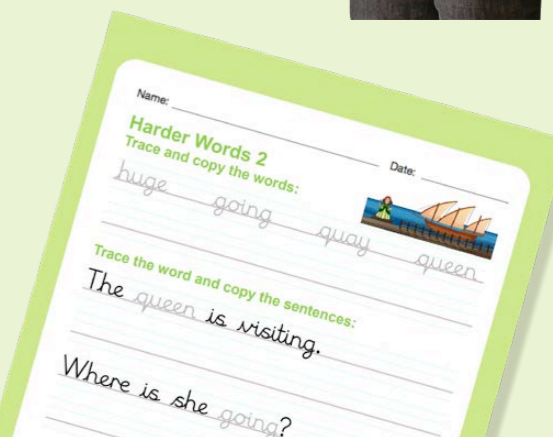 Name:
Date:
Harder Words 2
Trace and copy the words:
huge going quay queen
Trace the word and copy the sentences:
The queen is visiting.
Where is she going?